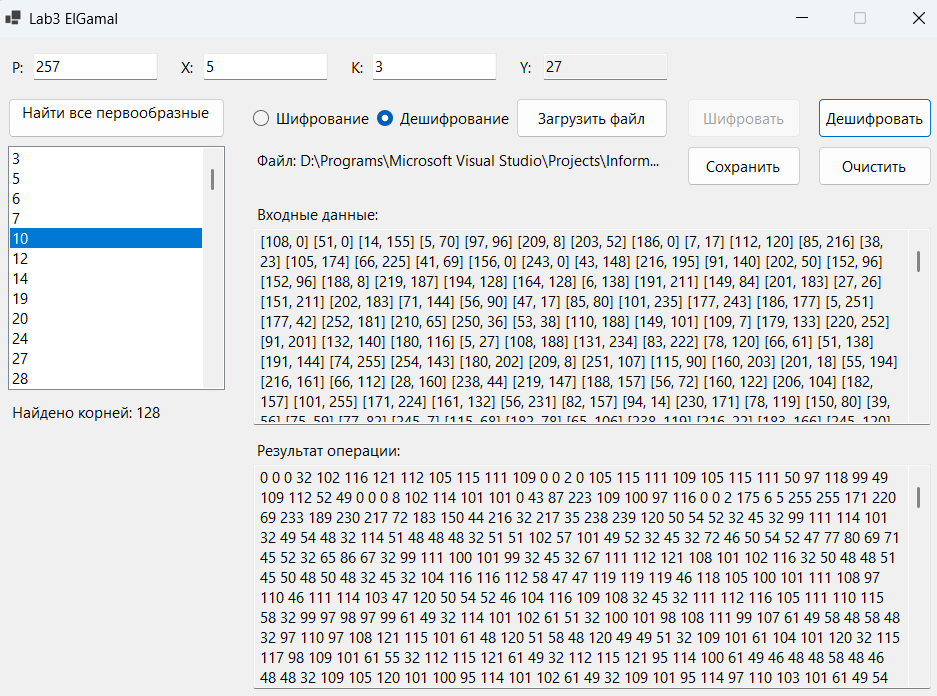 Lab3 ElGamal
P: 257 X: 5 K: 3 Y: 27
Найти все первообразные
Шифрование Дешифрование Загрузить файл Шифровать Дешифровать
Файл: D:\Programs\Microsoft Visual Studio\Projects\Inform...
Сохранить Очистить
3
5
6
7
10
12
14
19
20
24
27
28
Найдено корней: 128
Входные данные:
[108, 0] [51, 0] [14, 155] [5, 70] [97, 96] [209, 8] [203, 52] [186, 0] [7, 17] [112, 120] [85, 216] [38,
23] [105, 174] [66, 225] [41, 69] [156, 0] [243, 0] [43, 148] [216, 195] [91, 140] [202, 50] [152, 96]
[152, 96] [188, 8] [219, 187] [194, 128] [164, 128] [6, 138] [191, 211] [149, 84] [201, 183] [27, 26]
[151, 211] [202, 183] [71, 144] [56, 90] [47, 17] [85, 80] [101, 235] [177, 243] [186, 177] [5, 251]
[177, 42] [252, 181] [210, 65] [250, 36] [53, 38] [110, 188] [149, 101] [109, 7] [179, 133] [220, 252]
[91, 201] [132, 140] [180, 116] [5, 27] [108, 188] [131, 234] [83, 222] [78, 120] [66, 61] [51, 138]
[191, 144] [74, 255] [254, 143] [180, 202] [209, 8] [251, 107] [115, 90] [160, 203] [201, 18] [55, 194]
[216, 161] [66, 112] [28, 160] [238, 44] [219, 147] [188, 157] [56, 72] [160, 122] [206, 104] [182,
157] [101, 255] [171, 224] [161, 132] [56, 231] [82, 157] [94, 14] [230, 171] [78, 119] [150, 80] [39,
56] [75, 59] [77, 82] [245, 7] [115, 68] [182, 78] [65, 106] [238, 119] [216, 22] [183, 166] [245, 120]
Результат операции:
0 0 0 32 102 116 121 112 105 115 111 109 0 0 2 0 105 115 111 109 105 115 111 50 97 118 99 49
109 112 52 49 0 0 0 8 102 114 101 101 0 43 87 223 109 100 97 116 0 0 2 175 6 5 255 255 171 220
69 233 189 230 217 72 183 150 44 216 32 217 35 238 239 120 50 54 52 32 45 32 99 111 114 101
32 49 54 48 32 114 51 48 48 48 32 51 51 102 57 101 49 52 32 45 32 72 46 50 54 52 47 77 80 69 71
45 52 32 65 86 67 32 99 111 100 101 99 32 45 32 67 111 112 121 108 101 102 116 32 50 48 48 51
45 50 48 50 48 32 45 32 104 116 116 112 58 47 47 119 119 119 46 118 105 100 101 111 108 97
110 46 111 114 103 47 120 50 54 52 46 104 116 109 108 32 45 32 111 112 116 105 111 110 115
58 32 99 97 98 97 99 61 49 32 114 101 102 61 51 32 100 101 98 108 111 99 107 61 49 58 48 58 48
32 97 110 97 108 121 115 101 61 48 120 51 58 48 120 49 49 51 32 109 101 61 104 101 120 32 115
117 98 109 101 61 55 32 112 115 121 61 49 32 112 115 121 95 114 100 61 49 46 48 48 58 48 46
48 48 32 109 105 120 101 100 95 114 101 102 61 49 32 109 101 95 114 97 110 103 101 61 49 54